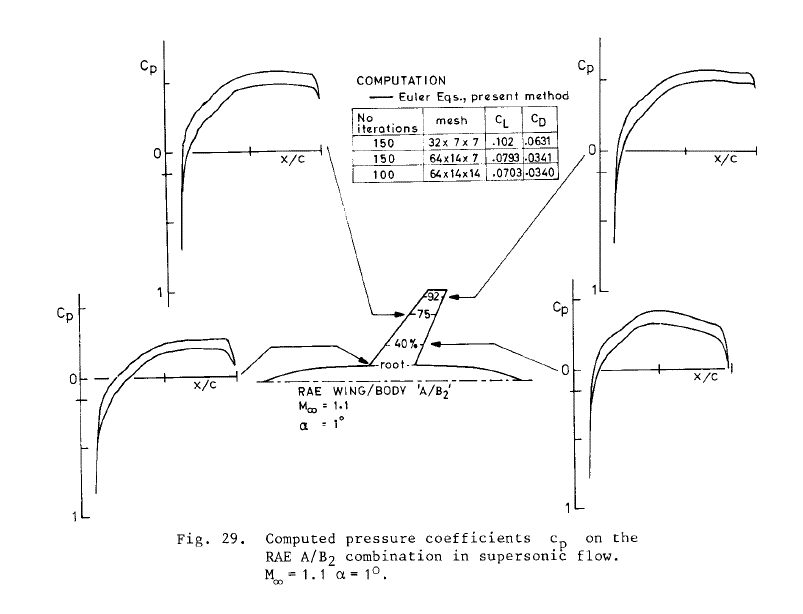 Cp
0
x/c
1
COMPUTATION
— Euler Eqs., present method
No iterations mesh CL CD
150 32x 7x 7 .102 .0631
150 64x14x 7 .0793 .0341
100 64x14x14 .0703 .0340
Cp
0
x/c
1
Cp
0
x/c
1
92
75
40%
root
RAE WING/BODY 'A/B2'
M∞ = 1.1
α = 1°
Cp
0
x/c
1
Fig. 29. Computed pressure coefficients cp on the
RAE A/B2 combination in supersonic flow.
M∞ = 1.1 α = 1°.